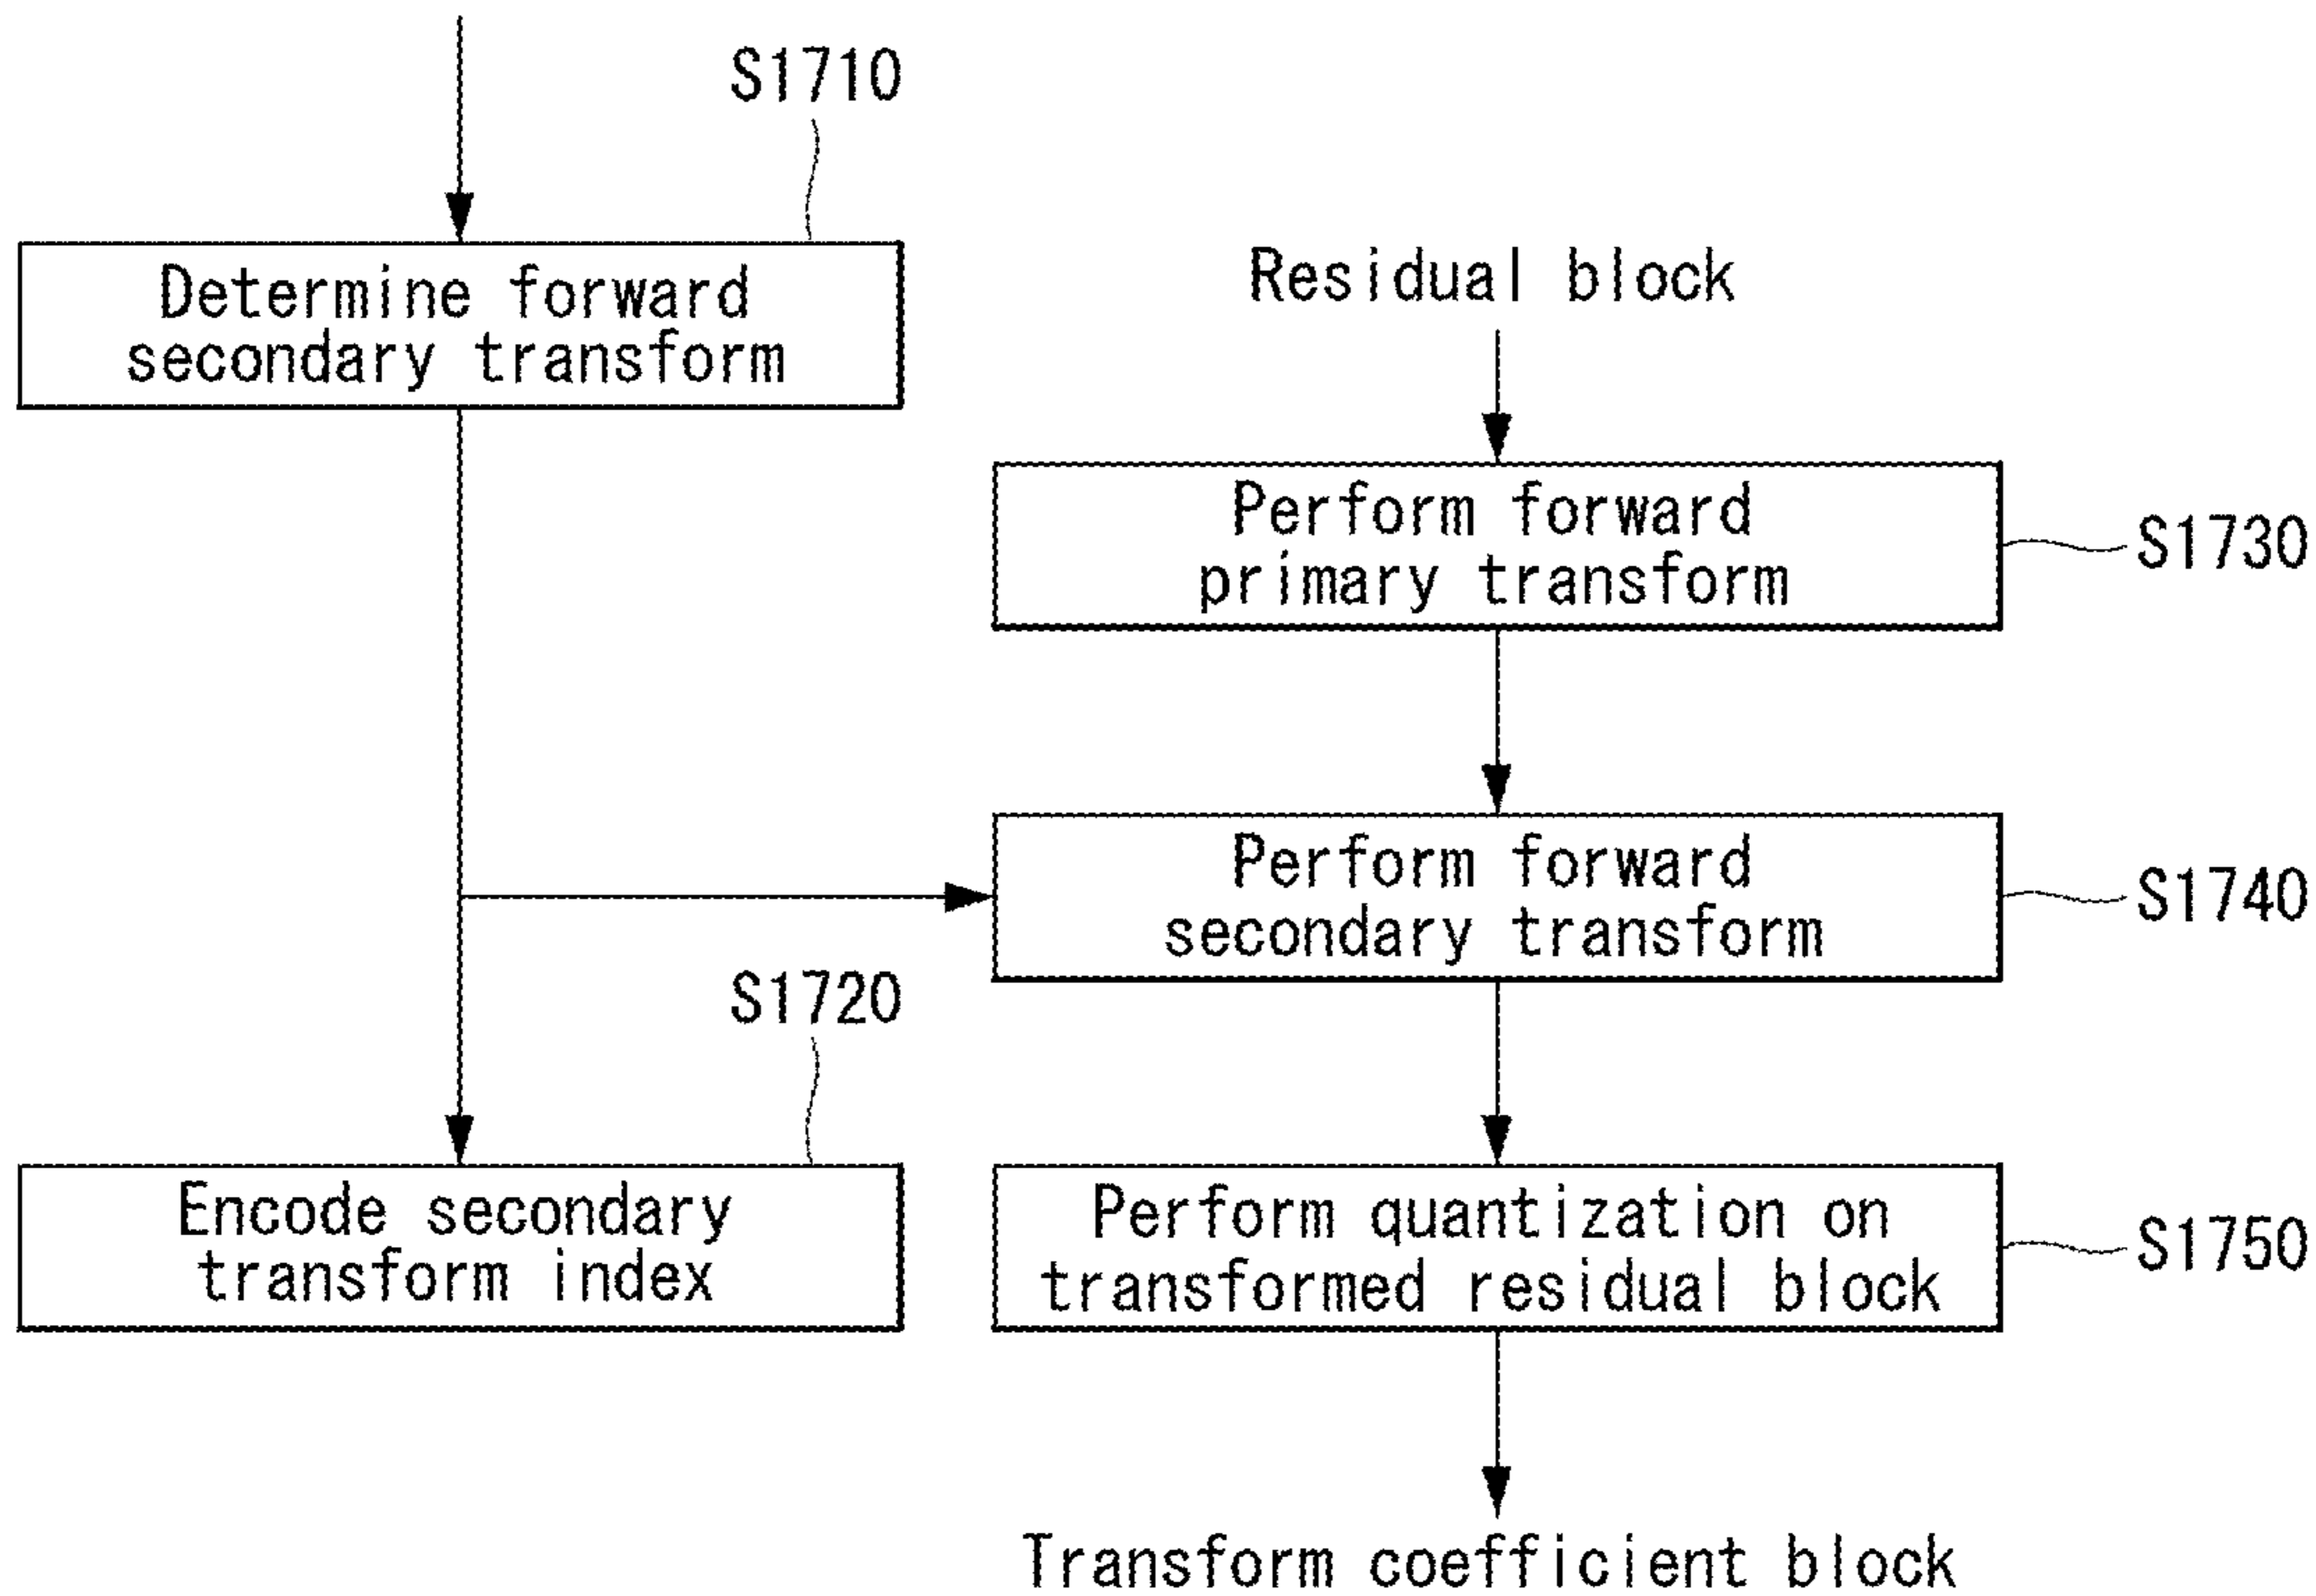 S1710
Determine forward
secondary transform
Residual block
Perform forward
primary transform
S1730
Perform forward
secondary transform
S1740
S1720
Encode secondary
transform index
Perform quantization on
transformed residual block
S1750
Transform coefficient block